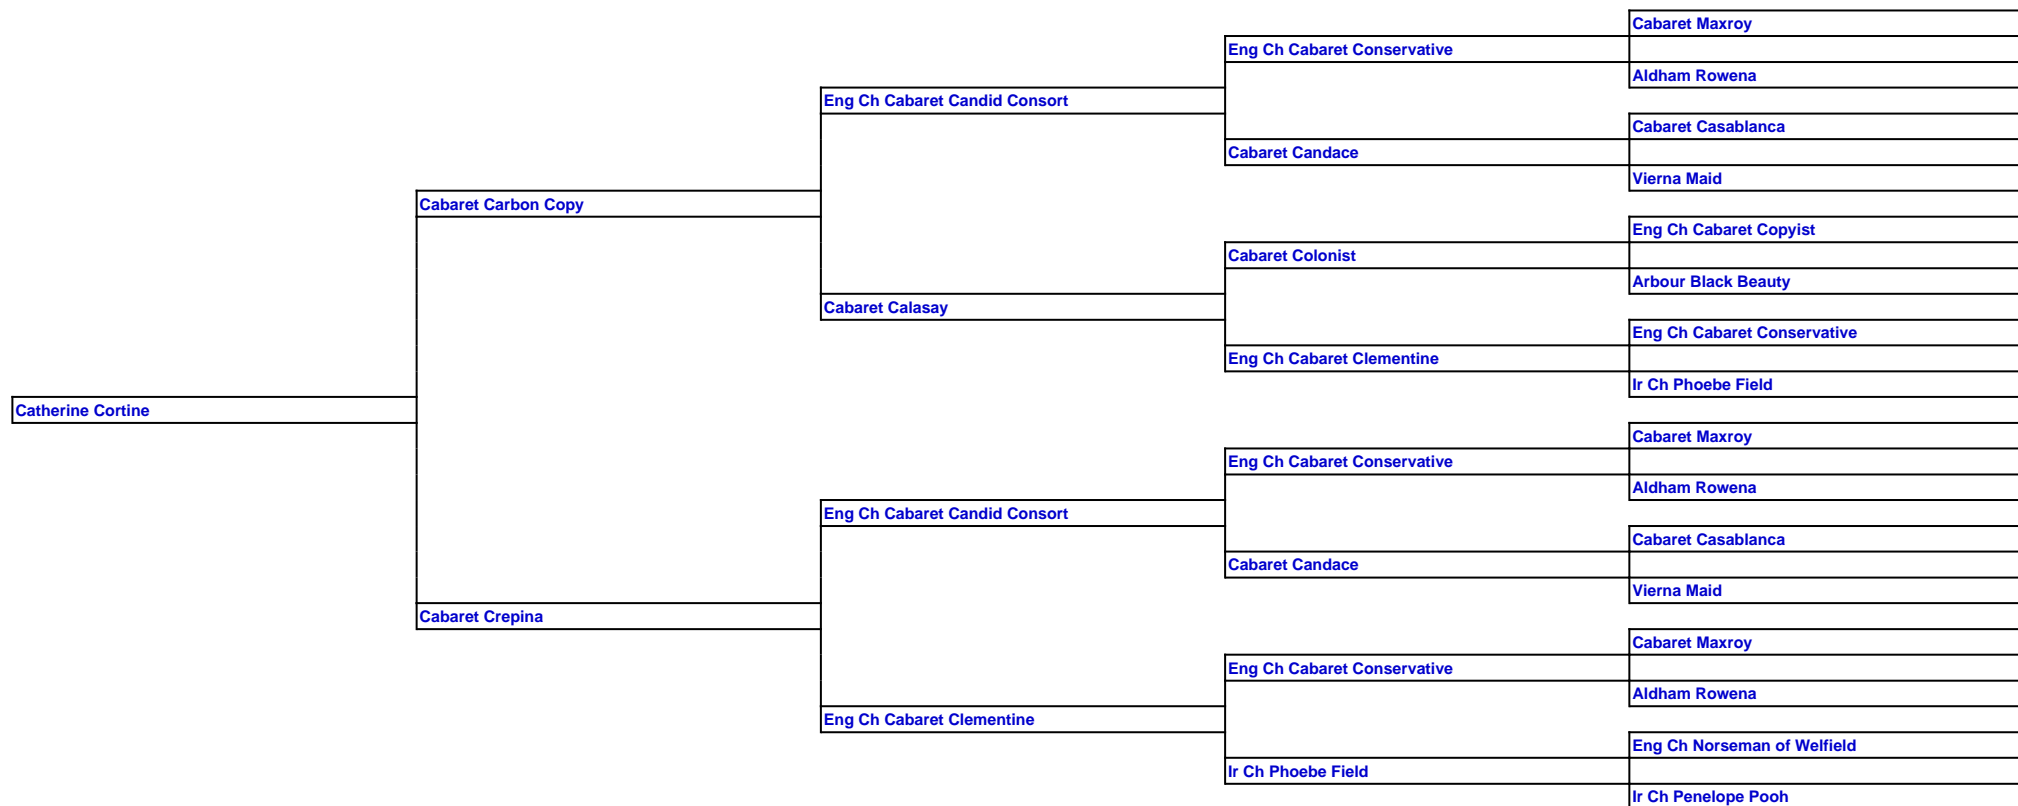 Cabaret Maxroy
Eng Ch Cabaret Conservative
Aldham Rowena
Eng Ch Cabaret Candid Consort
Cabaret Casablanca
Cabaret Candace
Vierna Maid
Cabaret Carbon Copy
Eng Ch Cabaret Copyist
Cabaret Colonist
Arbour Black Beauty
Cabaret Calasay
Eng Ch Cabaret Conservative
Eng Ch Cabaret Clementine
Ir Ch Phoebe Field
Catherine Cortine
Cabaret Maxroy
Eng Ch Cabaret Conservative
Aldham Rowena
Eng Ch Cabaret Candid Consort
Cabaret Casablanca
Cabaret Candace
Vierna Maid
Cabaret Crepina
Cabaret Maxroy
Eng Ch Cabaret Conservative
Aldham Rowena
Eng Ch Cabaret Clementine
Eng Ch Norseman of Welfield
Ir Ch Phoebe Field
Ir Ch Penelope Pooh